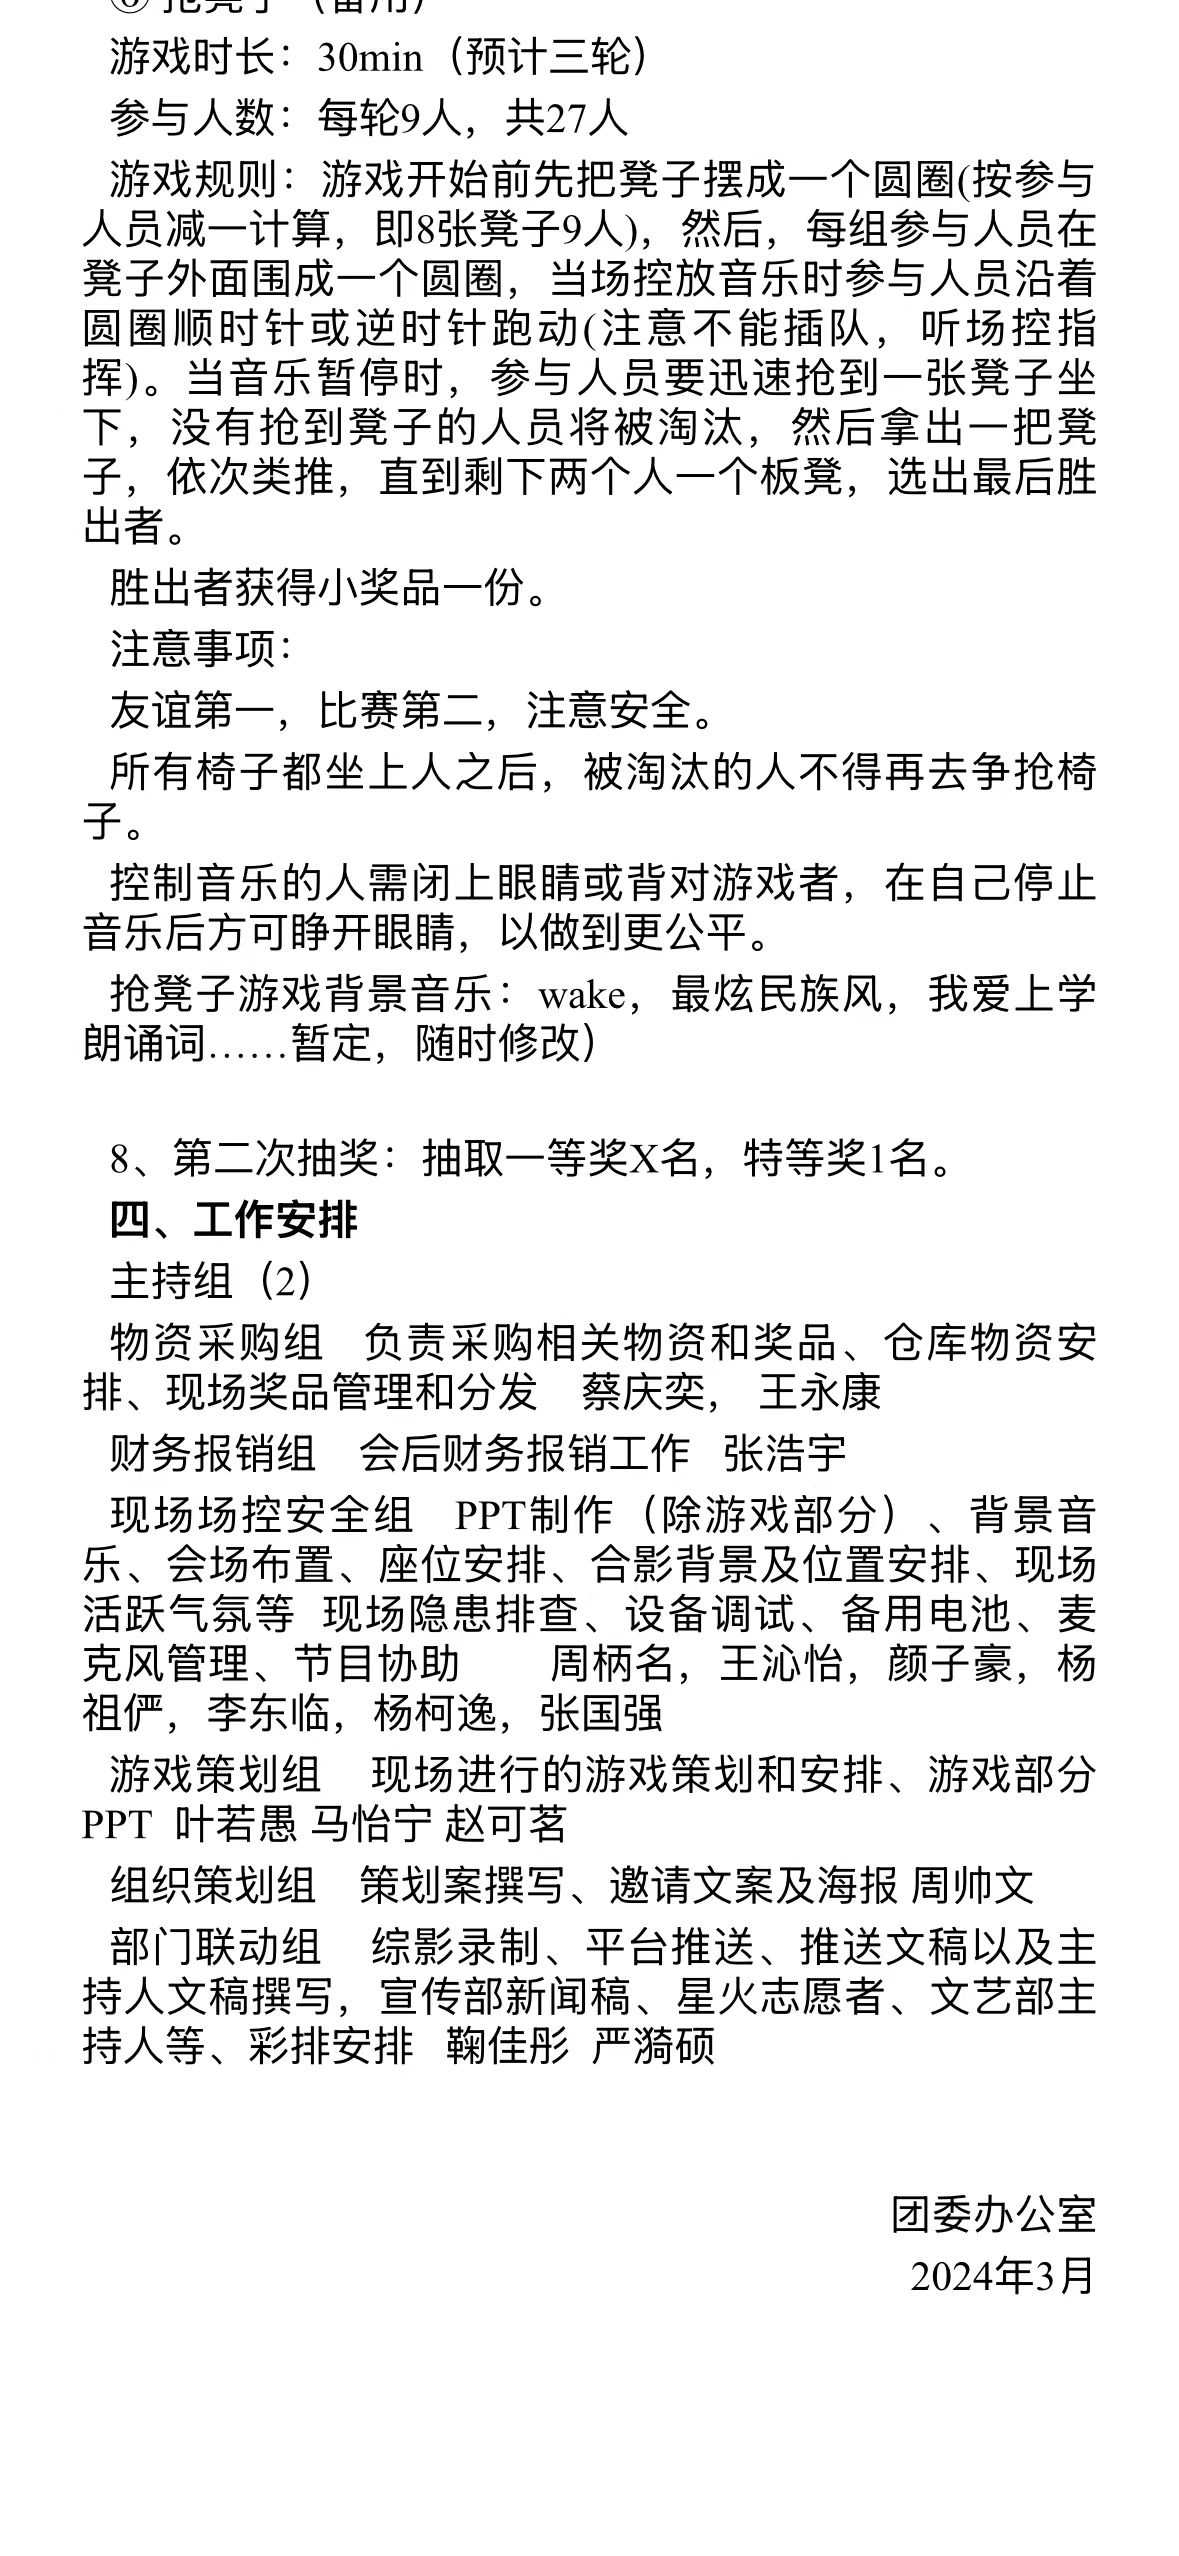 ⑥ 抢凳子（备用）
游戏时长：30min（预计三轮）
参与人数：每轮9人，共27人
游戏规则：游戏开始前先把凳子摆成一个圆圈(按参与
人员减一计算，即8张凳子9人)，然后，每组参与人员在
凳子外面围成一个圆圈，当场控放音乐时参与人员沿着
圆圈顺时针或逆时针跑动(注意不能插队，听场控指
挥)。当音乐暂停时，参与人员要迅速抢到一张凳子坐
下，没有抢到凳子的人员将被淘汰，然后拿出一把凳
子，依次类推，直到剩下两个人一个板凳，选出最后胜
出者。
胜出者获得小奖品一份。
注意事项：
友谊第一，比赛第二，注意安全。
所有椅子都坐上人之后，被淘汰的人不得再去争抢椅
子。
控制音乐的人需闭上眼睛或背对游戏者，在自己停止
音乐后方可睁开眼睛，以做到更公平。
抢凳子游戏背景音乐：wake，最炫民族风，我爱上学
朗诵词……暂定，随时修改）
8、第二次抽奖：抽取一等奖X名，特等奖1名。
四、工作安排
主持组（2）
物资采购组 负责采购相关物资和奖品、仓库物资安
排、现场奖品管理和分发 蔡庆奕， 王永康
财务报销组 会后财务报销工作 张浩宇
现场场控安全组 PPT制作（除游戏部分）、背景音
乐、会场布置、座位安排、合影背景及位置安排、现场
活跃气氛等 现场隐患排查、设备调试、备用电池、麦
克风管理、节目协助 周柄名，王沁怡，颜子豪，杨
祖俨，李东临，杨柯逸，张国强
游戏策划组 现场进行的游戏策划和安排、游戏部分
PPT 叶若愚 马怡宁 赵可茗
组织策划组 策划案撰写、邀请文案及海报 周帅文
部门联动组 综影录制、平台推送、推送文稿以及主
持人文稿撰写，宣传部新闻稿、星火志愿者、文艺部主
持人等、彩排安排 鞠佳彤 严漪硕
团委办公室
2024年3月